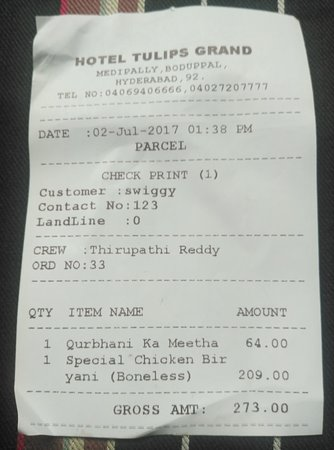 HOTEL TULIPS GRAND
MEDIPALLY,BODUPPAL,
HYDERABAD,92.
TEL NO:04069406666,04027207777
DATE :02-Jul-2017 01:38 PM
PARCEL
CHECK PRINT (1)
Customer :swiggy
Contact No:123
LandLine :0
CREW :Thirupathi Reddy
ORD NO:33
QTY ITEM NAME AMOUNT
1 Qurbhani Ka Meetha 64.00
1 Special Chicken Bir
yani (Boneless) 209.00
GROSS AMT: 273.00